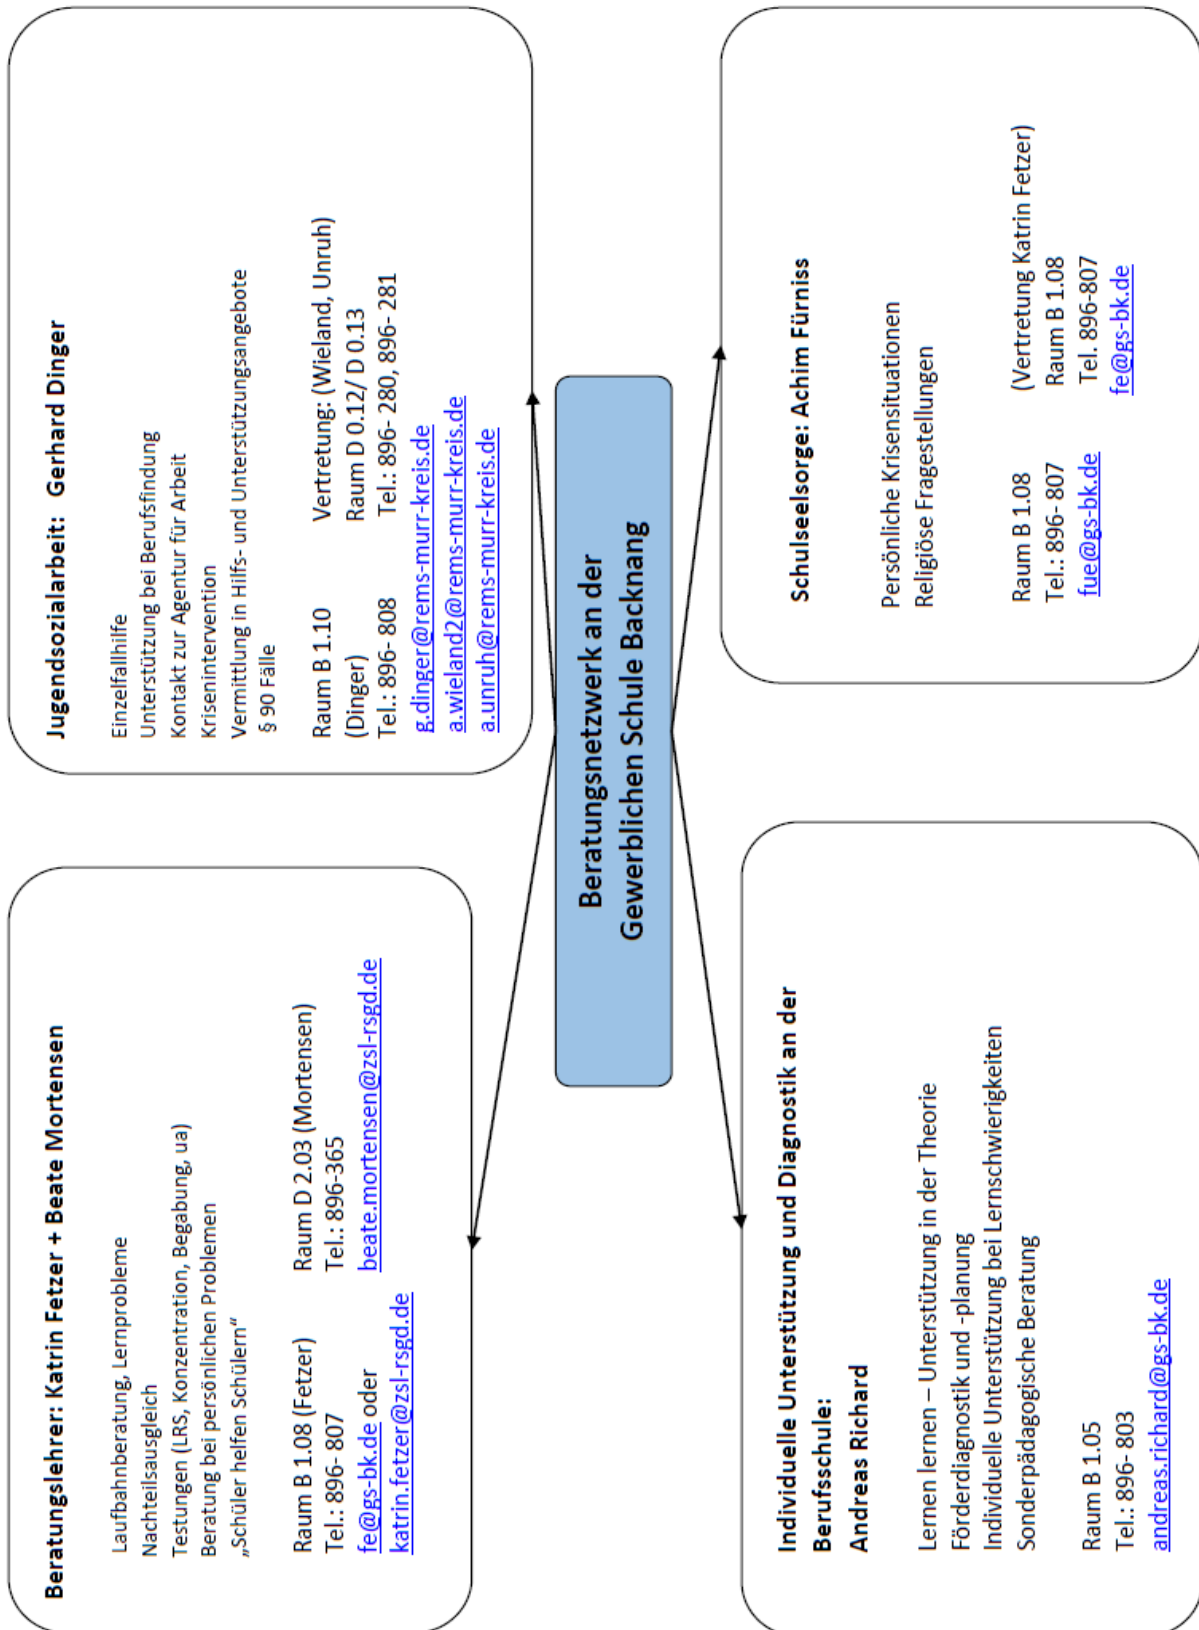 Beratungslehrer: Katrin Fetzer + Beate Mortensen
Laufbahnberatung, Lernprobleme
Nachteilsausgleich
Testungen (LRS, Konzentration, Begabung, ua)
Beratung bei persönlichen Problemen
„Schüler helfen Schülern“
Raum B 1.08 (Fetzer)
Tel.: 896- 807
fe@gs-bk.de oder
katrin.fetzer@zsl-rsgd.de
Raum D 2.03 (Mortensen)
Tel.: 896-365
beate.mortensen@zsl-rsgd.de
Jugendsozialarbeit: Gerhard Dinger
Einzelfallhilfe
Unterstützung bei Berufsfindung
Kontakt zur Agentur für Arbeit
Krisenintervention
Vermittlung in Hilfs- und Unterstützungsangebote
§ 90 Fälle
Raum B 1.10
(Dinger)
Tel.: 896- 808
Vertretung: (Wieland, Unruh)
Raum D 0.12/ D 0.13
Tel.: 896- 280, 896- 281
g.dinger@rems-murr-kreis.de
a.wieland2@rems-murr-kreis.de
a.unruh@rems-murr-kreis.de
Beratungsnetzwerk an der
Gewerblichen Schule Backnang
Individuelle Unterstützung und Diagnostik an der
Berufsschule:
Andreas Richard
Lernen lernen – Unterstützung in der Theorie
Förderdiagnostik und -planung
Individuelle Unterstützung bei Lernschwierigkeiten
Sonderpädagogische Beratung
Raum B 1.05
Tel.: 896- 803
andreas.richard@gs-bk.de
Schulseelsorge: Achim Fürniss
Persönliche Krisensituationen
Religiöse Fragestellungen
Raum B 1.08
Tel.: 896- 807
fue@gs-bk.de
(Vertretung Katrin Fetzer)
Raum B 1.08
Tel. 896-807
fe@gs-bk.de